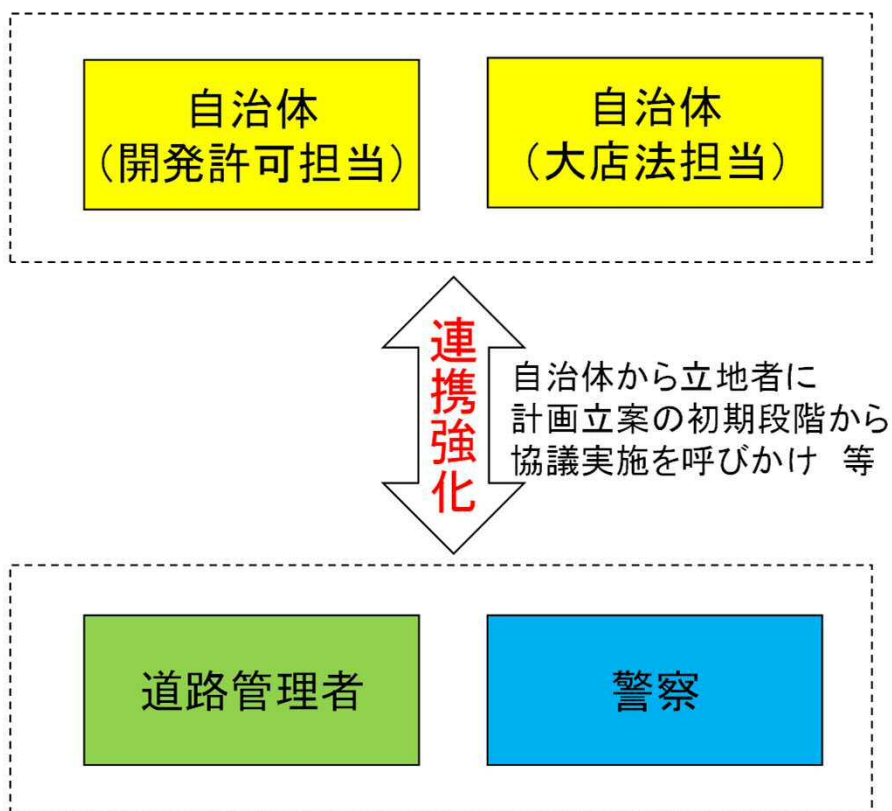 自治体
（開発許可担当）
自治体
（大店法担当）
連携強化
自治体から立地者に
計画立案の初期段階から
協議実施を呼びかけ　等
道路管理者
警察